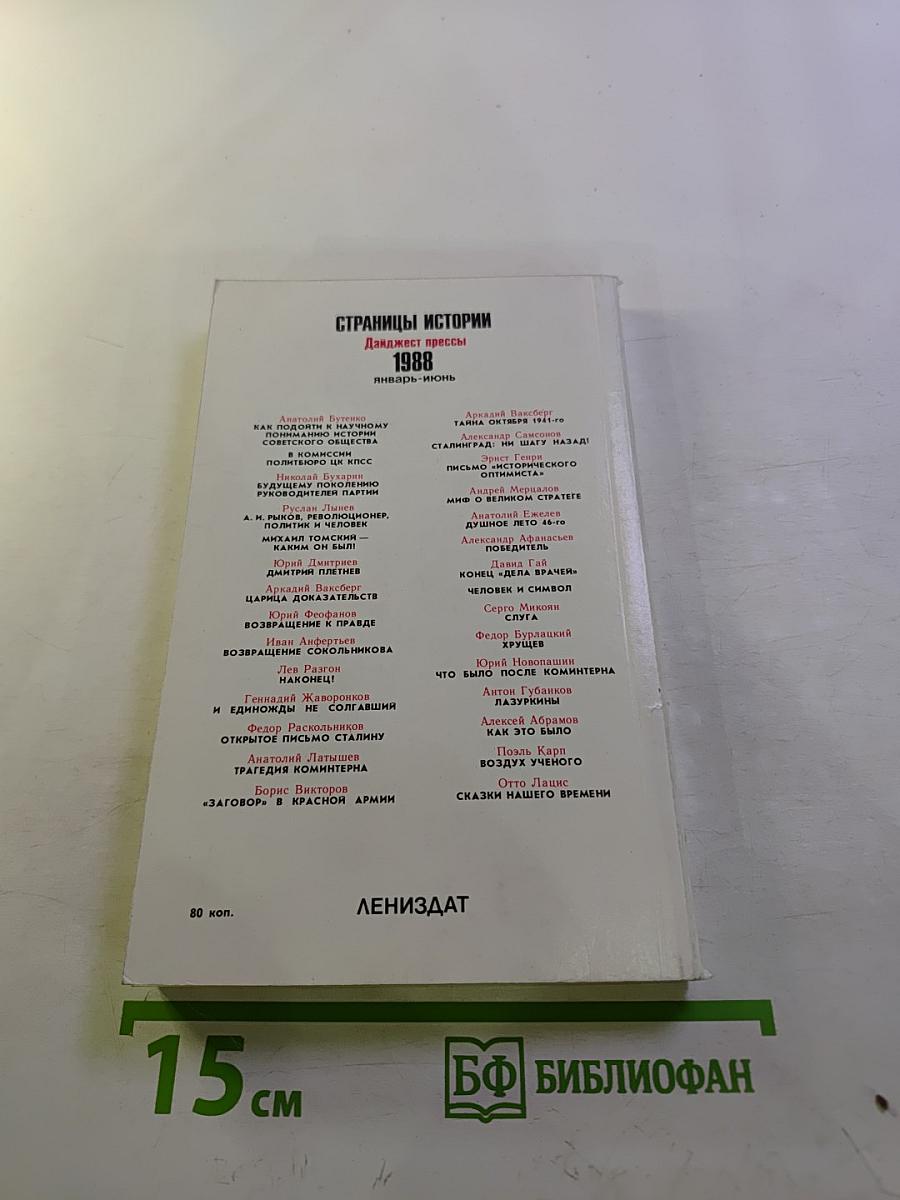 СТРАНИЦЫ ИСТОРИИ
Дайджест прессы
1988
январь-июнь
Анатолий Бутенко
КАК ПОДОЙТИ К НАУЧНОМУ
ПОНИМАНИЮ ИСТОРИИ
СОВЕТСКОГО ОБЩЕСТВА
В КОМИССИИ
ПОЛИТБЮРО ЦК КПСС
Николай Бухарин
БУДУЩЕМУ ПОКОЛЕНИЮ
РУКОВОДИТЕЛЕЙ ПАРТИИ
Руслан Лынев
А. И. РЫКОВ, РЕВОЛЮЦИОНЕР,
ПОЛИТИК И ЧЕЛОВЕК
МИХАИЛ ТОМСКИЙ —
КАКИМ ОН БЫЛ!
Юрий Дмитриев
ДМИТРИЙ ПЛЕТНЕВ
Аркадий Ваксберг
ЦАРИЦА ДОКАЗАТЕЛЬСТВ
Юрий Феофанов
ВОЗВРАЩЕНИЕ К ПРАВДЕ
Иван Анфертьев
ВОЗВРАЩЕНИЕ СОКОЛЬНИКОВА
Лев Разгон
НАКОНЕЦ!
Геннадий Жаворонков
И ЕДИНОЖДЫ НЕ СОЛГАВШИЙ
Федор Раскольников
ОТКРЫТОЕ ПИСЬМО СТАЛИНУ
Анатолий Латышев
ТРАГЕДИЯ КОМИНТЕРНА
Борис Викторов
«ЗАГОВОР» В КРАСНОЙ АРМИИ
Аркадий Ваксберг
ТАЙНА ОКТЯБРЯ 1941-го
Александр Самсонов
СТАЛИНГРАД: НИ ШАГУ НАЗАД!
Эрнст Генри
ПИСЬМО «ИСТОРИЧЕСКОГО
ОПТИМИСТА»
Андрей Мерцалов
МИФ О ВЕЛИКОМ СТРАТЕГЕ
Анатолий Ежелев
ДУШНОЕ ЛЕТО 46-го
Александр Афанасьев
ПОБЕДИТЕЛЬ
Давид Гай
КОНЕЦ «ДЕЛА ВРАЧЕЙ»
ЧЕЛОВЕК И СИМВОЛ
Серго Микоян
СЛУГА
Федор Бурлацкий
ХРУЩЕВ
Юрий Новопашин
ЧТО БЫЛО ПОСЛЕ КОМИНТЕРНА
Антон Губанков
ЛАЗУРКИНЫ
Алексей Абрамов
КАК ЭТО БЫЛО
Поэль Карп
ВОЗДУХ УЧЕНОГО
Отто Лацис
СКАЗКИ НАШЕГО ВРЕМЕНИ
80 коп.
ЛЕНИЗДАТ
15 см
БФ БИБЛИОФАН